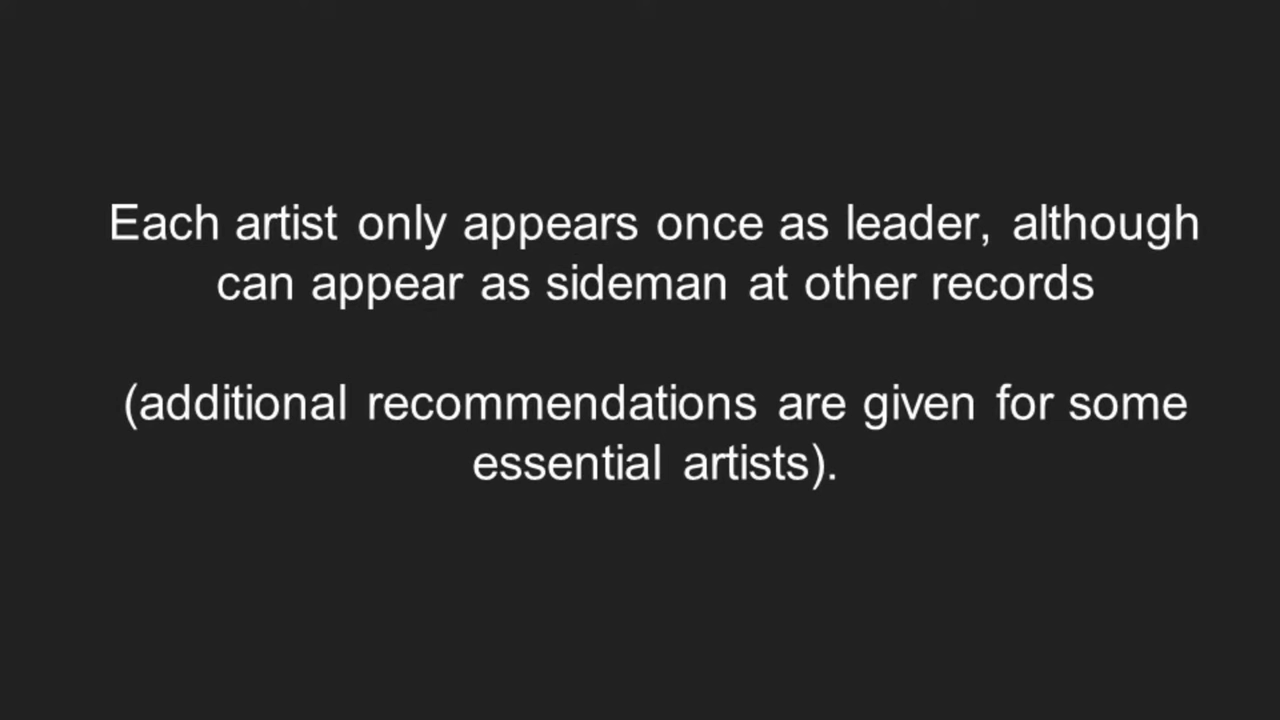 Each artist only appears once as leader, although
can appear as sideman at other records
(additional recommendations are given for some
essential artists).